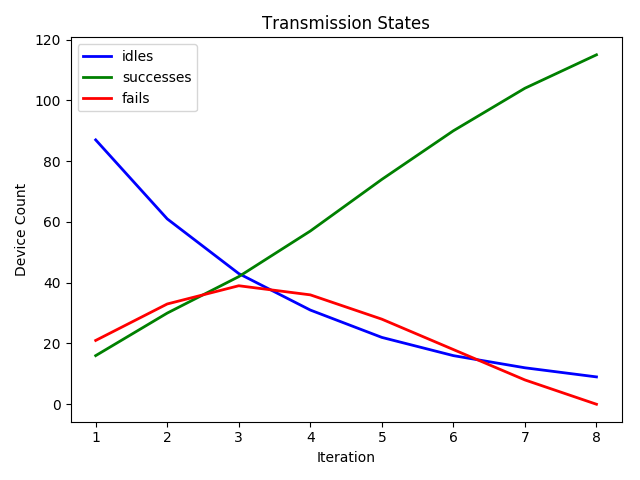 Transmission States
idles
successes
fails
Device Count
120
100
80
60
40
20
0
1 2 3 4 5 6 7 8
Iteration